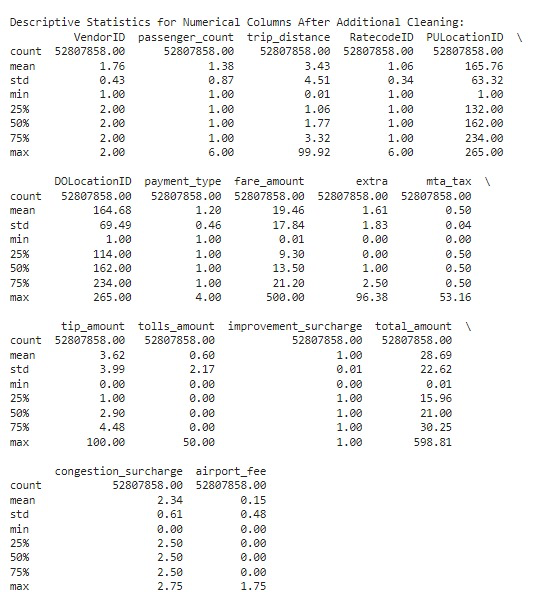 Descriptive Statistics for Numerical Columns After Additional Cleaning:
VendorID passenger_count trip_distance RatecodeID PULocationID \
count 52807858.00 52807858.00 52807858.00 52807858.00 52807858.00
mean 1.76 1.38 3.43 1.06 165.76
std 0.43 0.87 4.51 0.34 63.32
min 1.00 1.00 0.01 1.00 1.00
25% 2.00 1.00 1.06 1.00 132.00
50% 2.00 1.00 1.77 1.00 162.00
75% 2.00 1.00 3.32 1.00 234.00
max 2.00 6.00 99.92 6.00 265.00
DOLocationID payment_type fare_amount extra mta_tax \
count 52807858.00 52807858.00 52807858.00 52807858.00 52807858.00
mean 164.68 1.20 19.46 1.61 0.50
std 69.49 0.46 17.84 1.83 0.04
min 1.00 1.00 0.01 0.00 0.00
25% 114.00 1.00 9.30 0.00 0.50
50% 162.00 1.00 13.50 1.00 0.50
75% 234.00 1.00 21.20 2.50 0.50
max 265.00 4.00 500.00 96.38 53.16
tip_amount tolls_amount improvement_surcharge total_amount \
count 52807858.00 52807858.00 52807858.00 52807858.00
mean 3.62 0.60 1.00 28.69
std 3.99 2.17 0.01 22.62
min 0.00 0.00 0.00 0.01
25% 1.00 0.00 1.00 15.96
50% 2.90 0.00 1.00 21.00
75% 4.48 0.00 1.00 30.25
max 100.00 50.00 1.00 598.81
congestion_surcharge airport_fee
count 52807858.00 52807858.00
mean 2.34 0.15
std 0.61 0.48
min 0.00 0.00
25% 2.50 0.00
50% 2.50 0.00
75% 2.50 0.00
max 2.75 1.75